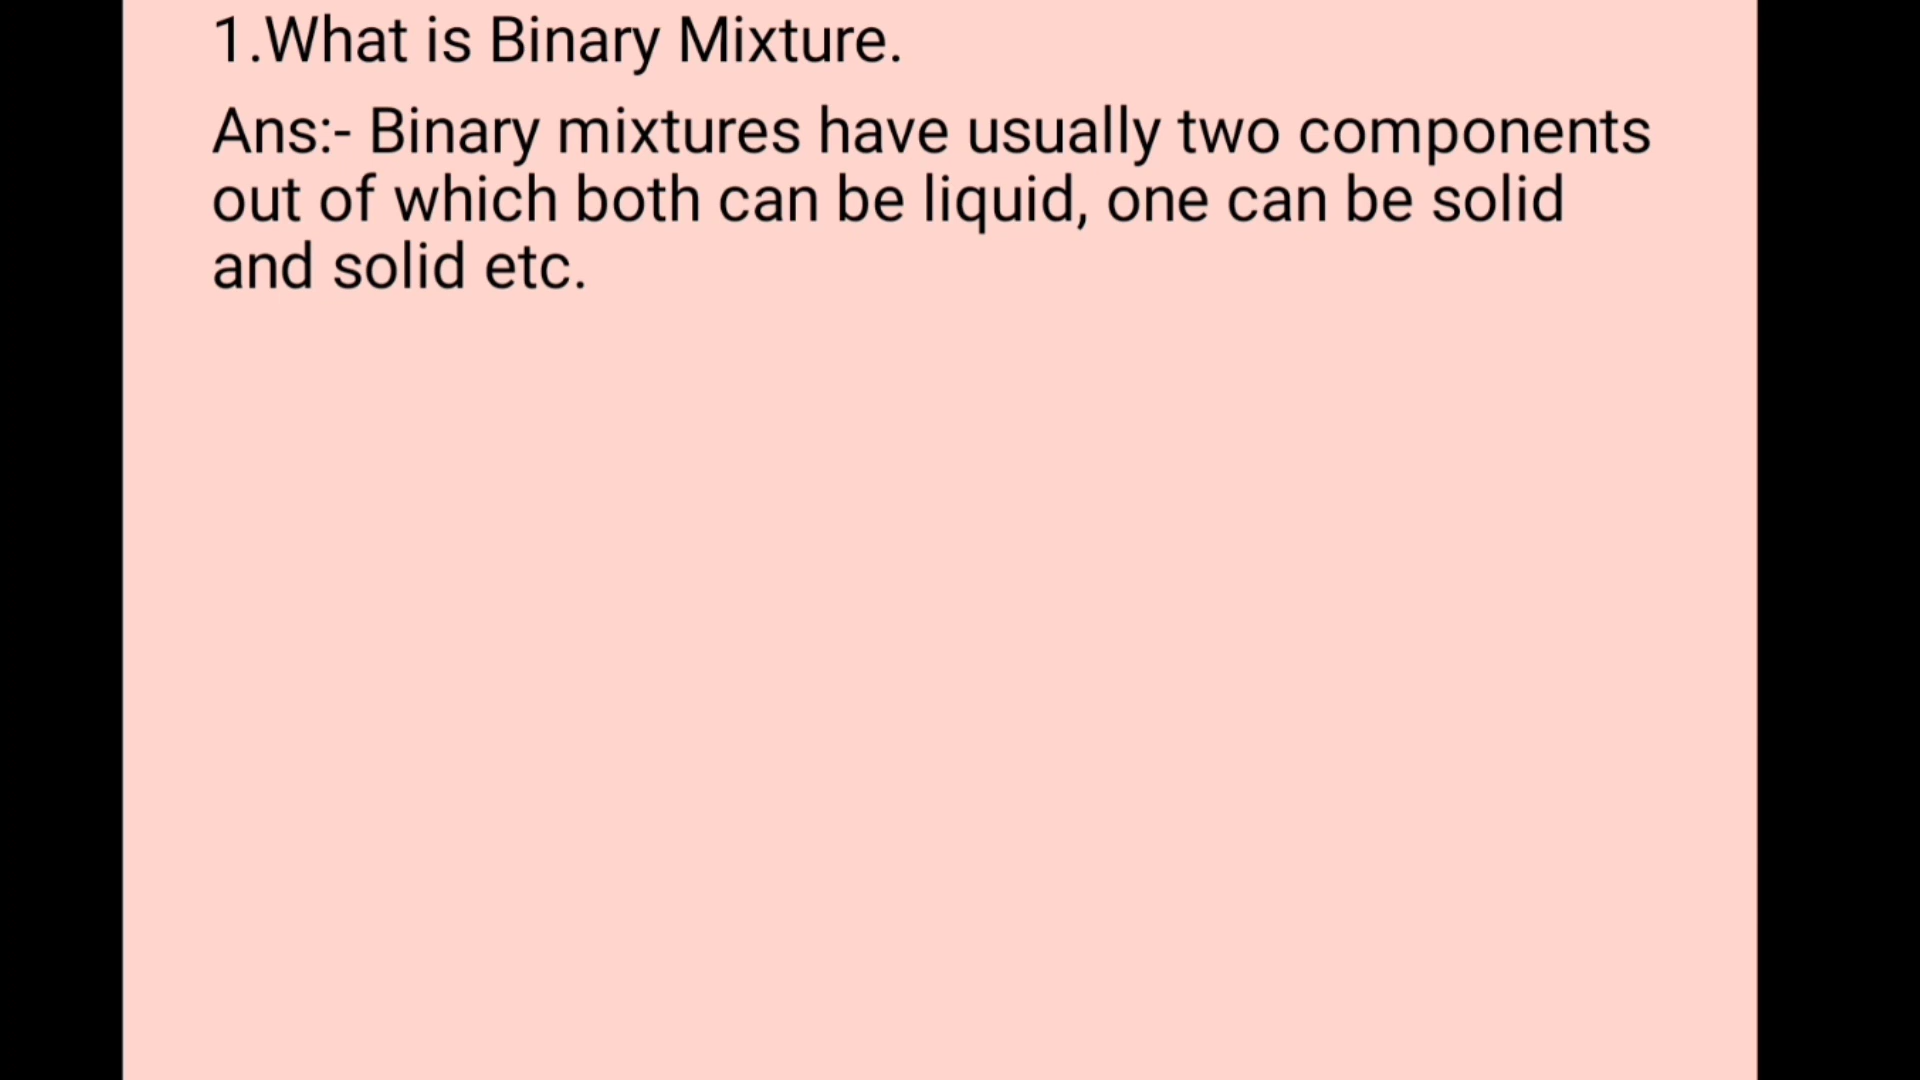 1.What is Binary Mixture.
Ans:- Binary mixtures have usually two components
out of which both can be liquid, one can be solid
and solid etc.